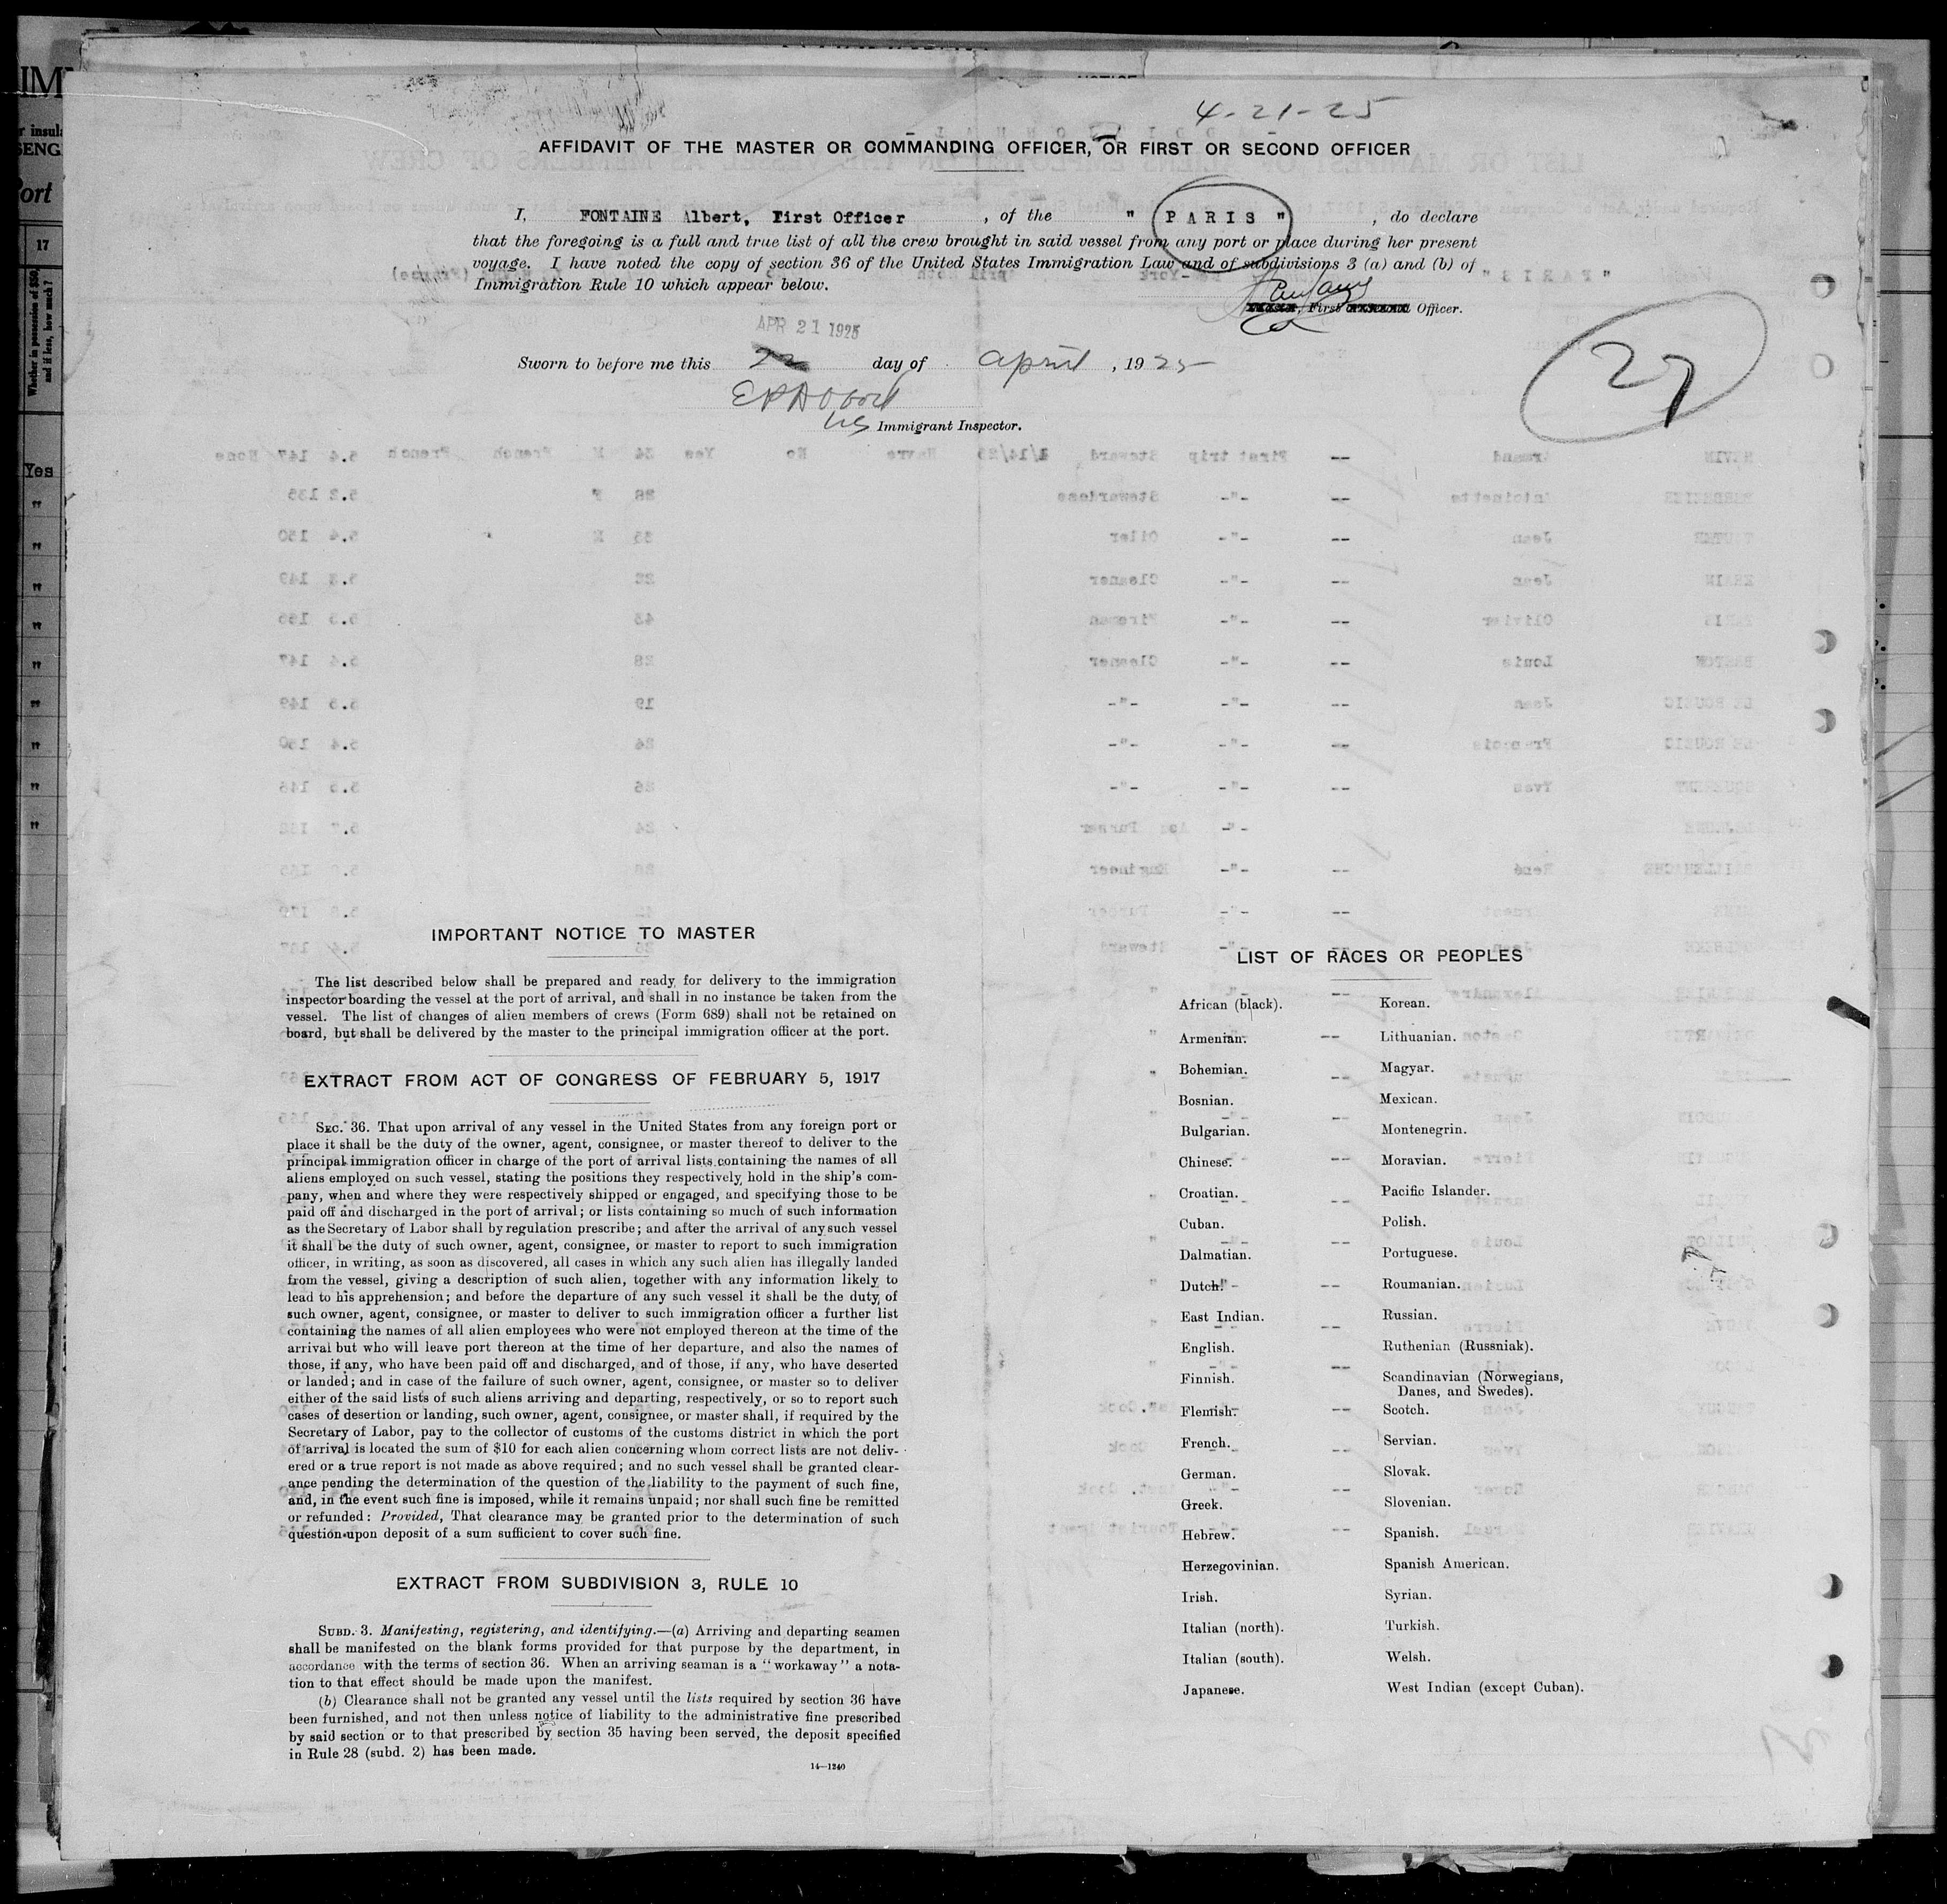 4-21-25
AFFIDAVIT OF THE MASTER OR COMMANDING OFFICER, OR FIRST OR SECOND OFFICER
I, FONTAINE Albert, First Officer , of the " PARIS " , do declare
that the foregoing is a full and true list of all the crew brought in said vessel from any port or place during her present
voyage. I have noted the copy of section 36 of the United States Immigration Law and of subdivisions 3 (a) and (b) of
Immigration Rule 10 which appear below.
First Officer.
APR 21 1925
Sworn to before me this 22 day of April , 1925
US Immigrant Inspector.
27
IMPORTANT NOTICE TO MASTER
The list described below shall be prepared and ready for delivery to the immigration
inspector boarding the vessel at the port of arrival, and shall in no instance be taken from the
vessel. The list of changes of alien members of crews (Form 689) shall not be retained on
board, but shall be delivered by the master to the principal immigration officer at the port.
EXTRACT FROM ACT OF CONGRESS OF FEBRUARY 5, 1917
SEC. 36. That upon arrival of any vessel in the United States from any foreign port or
place it shall be the duty of the owner, agent, consignee, or master thereof to deliver to the
principal immigration officer in charge of the port of arrival lists containing the names of all
aliens employed on such vessel, stating the positions they respectively hold in the ship's com-
pany, when and where they were respectively shipped or engaged, and specifying those to be
paid off and discharged in the port of arrival; or lists containing so much of such information
as the Secretary of Labor shall by regulation prescribe; and after the arrival of any such vessel
it shall be the duty of such owner, agent, consignee, or master to report to such immigration
officer, in writing, as soon as discovered, all cases in which any such alien has illegally landed
from the vessel, giving a description of such alien, together with any information likely to
lead to his apprehension; and before the departure of any such vessel it shall be the duty of
such owner, agent, consignee, or master to deliver to such immigration officer a further list
containing the names of all alien employees who were not employed thereon at the time of the
arrival but who will leave port thereon at the time of her departure, and also the names of
those, if any, who have been paid off and discharged, and of those, if any, who have deserted
or landed; and in case of the failure of such owner, agent, consignee, or master so to deliver
either of the said lists of such aliens arriving and departing, respectively, or so to report such
cases of desertion or landing, such owner, agent, consignee, or master shall, if required by the
Secretary of Labor, pay to the collector of customs of the customs district in which the port
of arrival is located the sum of $10 for each alien concerning whom correct lists are not deliv-
ered or a true report is not made as above required; and no such vessel shall be granted clear-
ance pending the determination of the question of the liability to the payment of such fine,
and, in the event such fine is imposed, while it remains unpaid; nor shall such fine be remitted
or refunded: Provided, That clearance may be granted prior to the determination of such
question upon deposit of a sum sufficient to cover such fine.
EXTRACT FROM SUBDIVISION 3, RULE 10
SUBD. 3. Manifesting, registering, and identifying.—(a) Arriving and departing seamen
shall be manifested on the blank forms provided for that purpose by the department, in
accordance with the terms of section 36. When an arriving seaman is a "workaway" a nota-
tion to that effect should be made upon the manifest.
(b) Clearance shall not be granted any vessel until the lists required by section 36 have
been furnished, and not then unless notice of liability to the administrative fine prescribed
by said section or to that prescribed by section 35 having been served, the deposit specified
in Rule 28 (subd. 2) has been made.
14—1240
LIST OF RACES OR PEOPLES
African (black). Korean.
Armenian. Lithuanian.
Bohemian. Magyar.
Bosnian. Mexican.
Bulgarian. Montenegrin.
Chinese. Moravian.
Croatian. Pacific Islander.
Cuban. Polish.
Dalmatian. Portuguese.
Dutch. Roumanian.
East Indian. Russian.
English. Ruthenian (Russniak).
Finnish. Scandinavian (Norwegians,
Danes, and Swedes).
Flemish. Scotch.
French. Servian.
German. Slovak.
Greek. Slovenian.
Hebrew. Spanish.
Herzegovinian. Spanish American.
Irish. Syrian.
Italian (north). Turkish.
Italian (south). Welsh.
Japanese. West Indian (except Cuban).